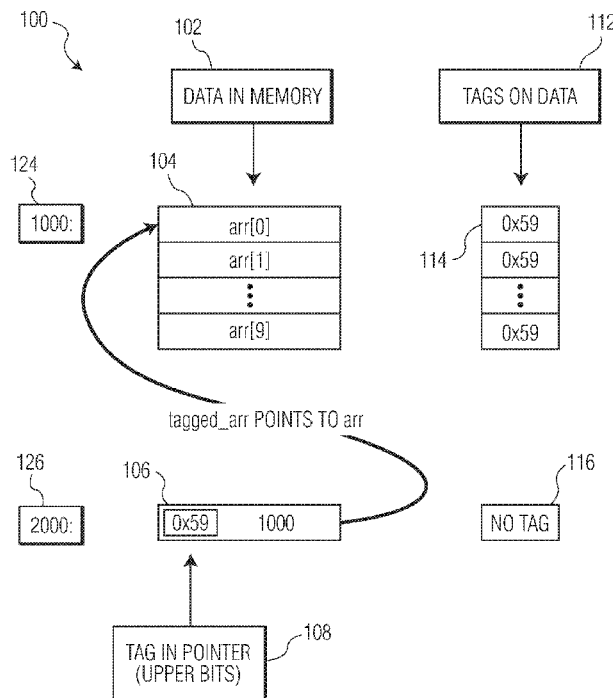 100
102
112
DATA IN MEMORY
TAGS ON DATA
124
104
1000:
arr[0]
0x59
arr[1]
114
0x59
arr[9]
0x59
tagged_arr POINTS TO arr
126
106
116
2000:
0x59 1000
NO TAG
TAG IN POINTER
(UPPER BITS)
108